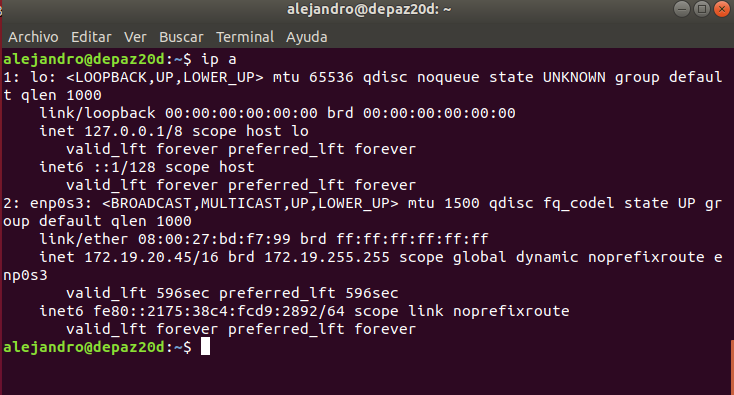 alejandro@depaz20d: ~
Archivo Editar Ver Buscar Terminal Ayuda
alejandro@depaz20d:~$ ip a
1: lo: <LOOPBACK,UP,LOWER_UP> mtu 65536 qdisc noqueue state UNKNOWN group defaul
t qlen 1000
    link/loopback 00:00:00:00:00:00 brd 00:00:00:00:00:00
    inet 127.0.0.1/8 scope host lo
       valid_lft forever preferred_lft forever
    inet6 ::1/128 scope host
       valid_lft forever preferred_lft forever
2: enp0s3: <BROADCAST,MULTICAST,UP,LOWER_UP> mtu 1500 qdisc fq_codel state UP gr
oup default qlen 1000
    link/ether 08:00:27:bd:f7:99 brd ff:ff:ff:ff:ff:ff
    inet 172.19.20.45/16 brd 172.19.255.255 scope global dynamic noprefixroute e
np0s3
       valid_lft 596sec preferred_lft 596sec
    inet6 fe80::2175:38c4:fcd9:2892/64 scope link noprefixroute
       valid_lft forever preferred_lft forever
alejandro@depaz20d:~$